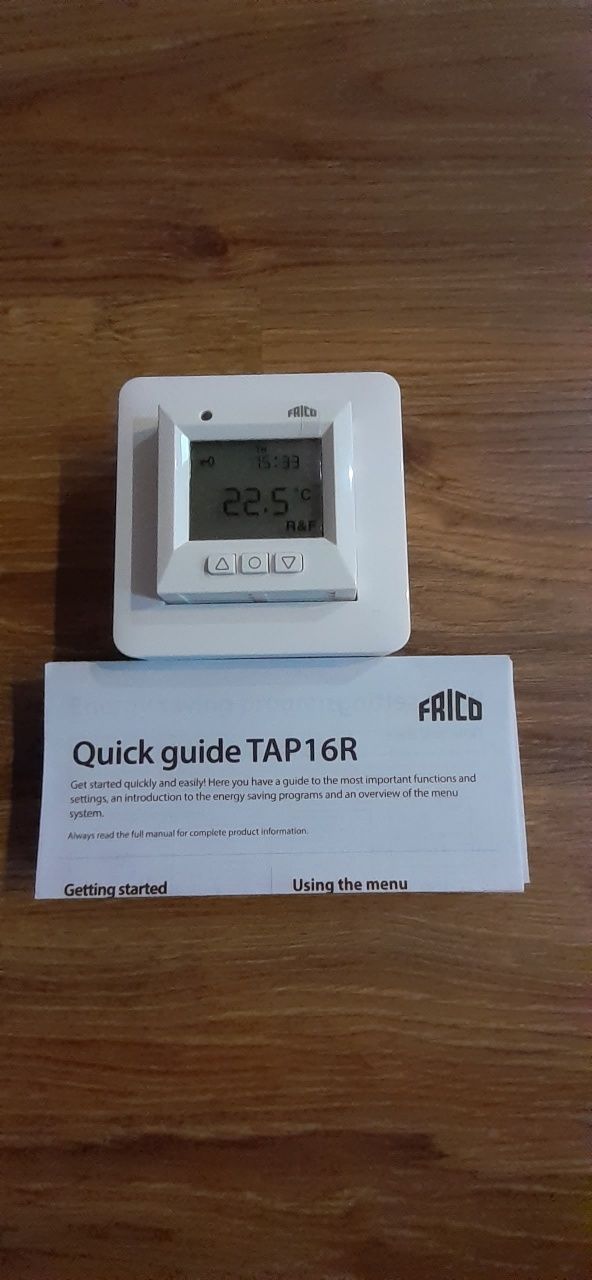 FRICO
15:33
22.5 °C
R&F
FRICO
Quick guide TAP16R
Get started quickly and easily! Here you have a guide to the most important functions and
settings, an introduction to the energy saving programs and an overview of the menu
system.
Always read the full manual for complete product information.
Getting started
Using the menu